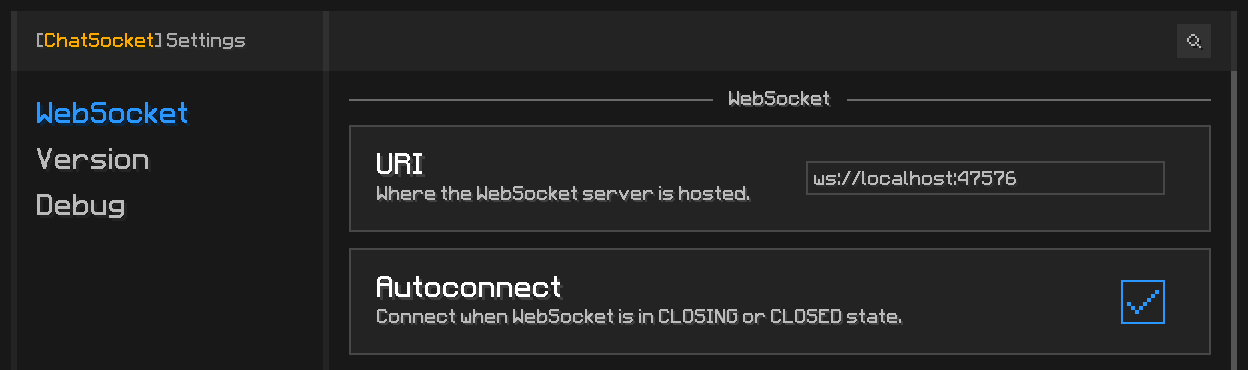 [ChatSocket] Settings
WebSocket
Version
Debug
WebSocket
URI
Where the WebSocket server is hosted.
ws://localhost:47576
Autoconnect
Connect when WebSocket is in CLOSING or CLOSED state.